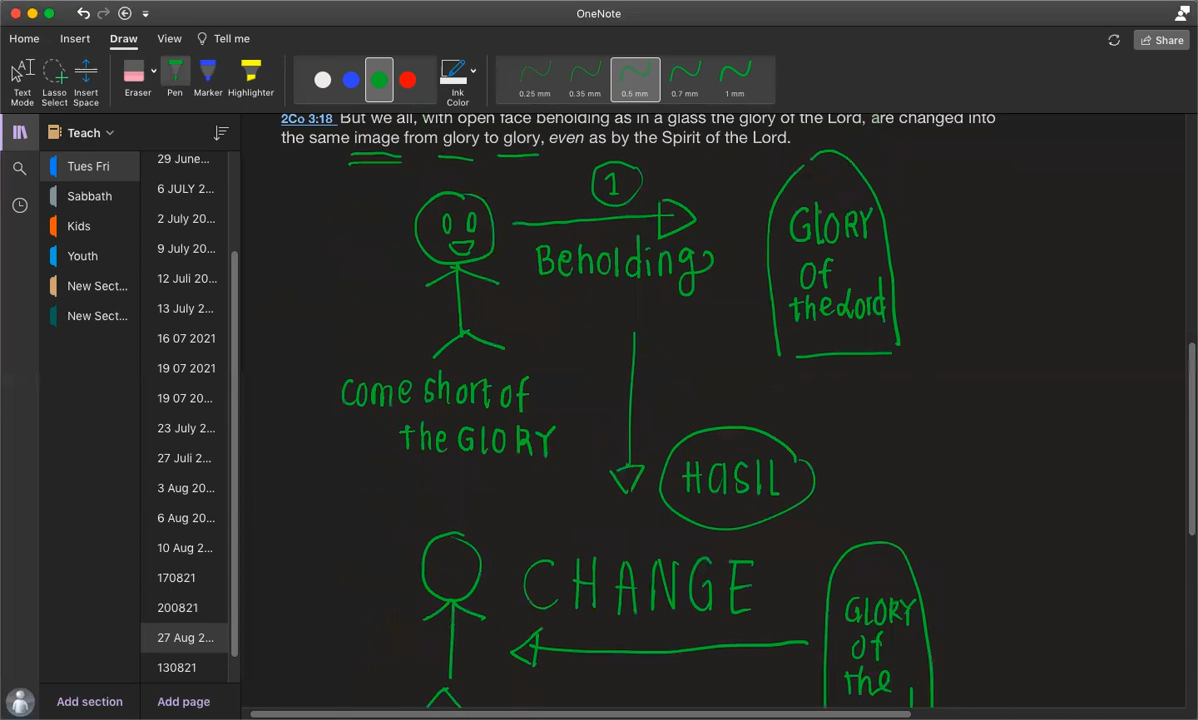 OneNote
Home Insert Draw View Tell me
Share
Text Mode
Lasso Select
Insert Space
Eraser
Pen
Marker
Highlighter
Ink Color
0.25 mm
0.35 mm
0.5 mm
0.7 mm
1 mm
Teach
Tues Fri
Sabbath
Kids
Youth
New Sect...
New Sect...
29 June...
6 JULY 2...
2 July 20...
9 July 20...
12 Juli 20...
13 July 2...
16 07 2021
19 07 2021
19 07 20...
23 July 2...
27 Juli 2...
3 Aug 20...
6 Aug 20...
10 Aug 2...
170821
200821
27 Aug 2...
130821
Add section
Add page
2Co 3:18 But we all, with open face beholding as in a glass the glory of the Lord, are changed into
the same image from glory to glory, even as by the Spirit of the Lord.
1
Beholding
GLORY
of
the Lord
Come short of
the GLORY
HASIL
CHANGE
GLORY
of
the